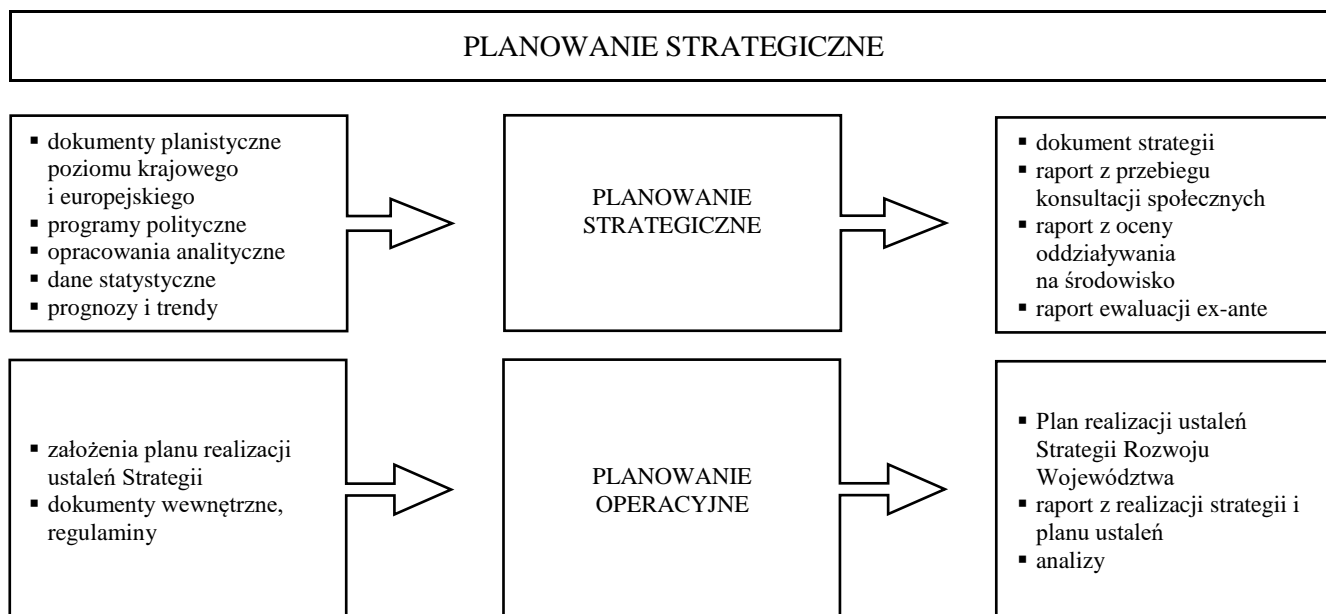 PLANOWANIE STRATEGICZNE
▪ dokumenty planistyczne
poziomu krajowego
i europejskiego
▪ programy polityczne
▪ opracowania analityczne
▪ dane statystyczne
▪ prognozy i trendy
PLANOWANIE
STRATEGICZNE
▪ dokument strategii
▪ raport z przebiegu
konsultacji społecznych
▪ raport z oceny
oddziaływania
na środowisko
▪ raport ewaluacji ex-ante
▪ założenia planu realizacji
ustaleń Strategii
▪ dokumenty wewnętrzne,
regulaminy
PLANOWANIE
OPERACYJNE
▪ Plan realizacji ustaleń
Strategii Rozwoju
Województwa
▪ raport z realizacji strategii i
planu ustaleń
▪ analizy